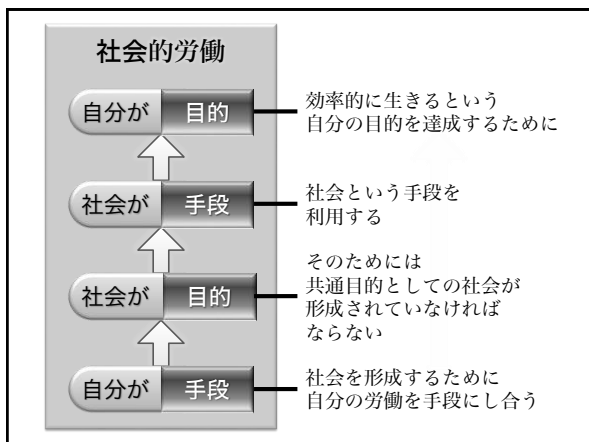 社会的労働
自分が 目的
効率的に生きるという
自分の目的を達成するために
社会が 手段
社会という手段を
利用する
社会が 目的
そのためには
共通目的としての社会が
形成されていなければ
ならない
自分が 手段
社会を形成するために
自分の労働を手段にし合う